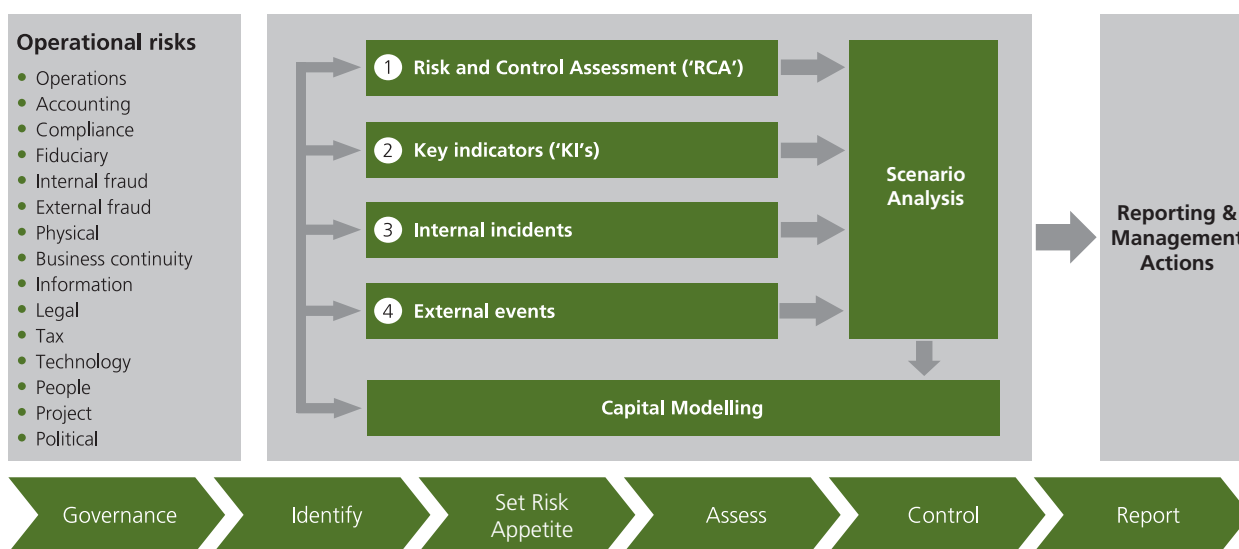 Operational risks
• Operations
• Accounting
• Compliance
• Fiduciary
• Internal fraud
• External fraud
• Physical
• Business continuity
• Information
• Legal
• Tax
• Technology
• People
• Project
• Political
1 Risk and Control Assessment (‘RCA’)
2 Key indicators (‘KI’s)
3 Internal incidents
4 External events
Scenario
Analysis
Capital Modelling
Reporting &
Management
Actions
Governance
Identify
Set Risk
Appetite
Assess
Control
Report